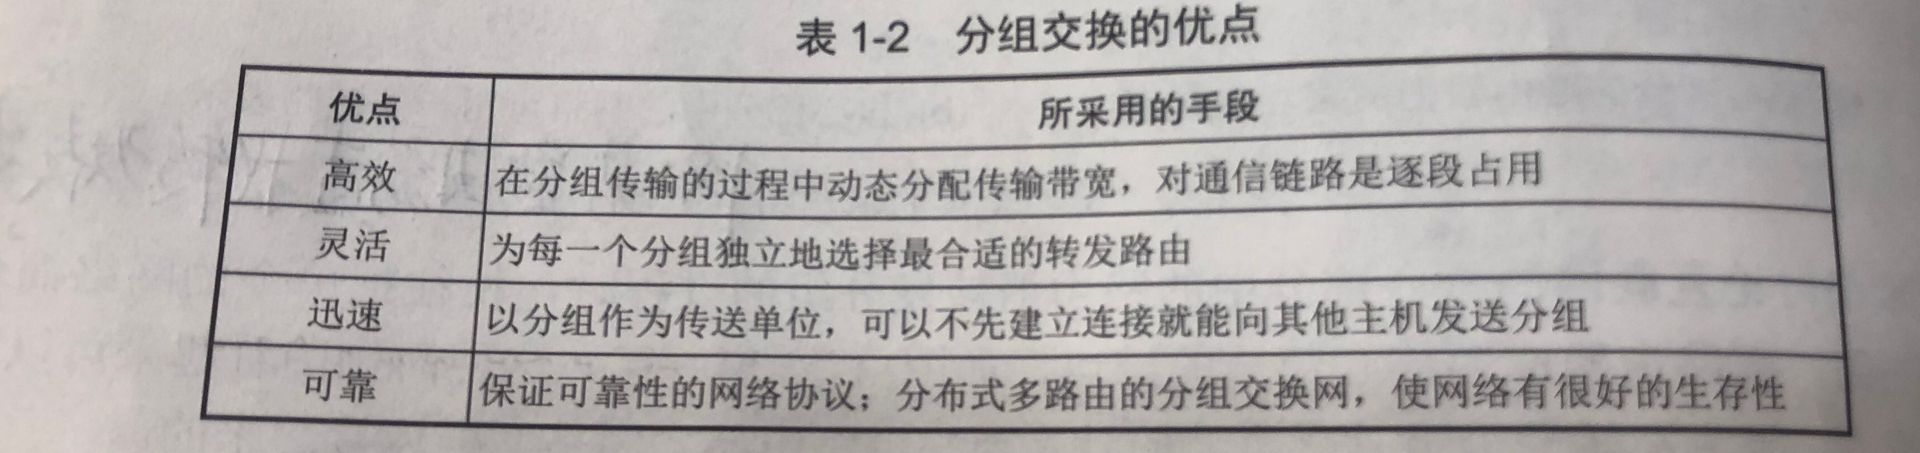 表 1-2 分组交换的优点
优点 所采用的手段
高效 在分组传输的过程中动态分配传输带宽，对通信链路是逐段占用
灵活 为每一个分组独立地选择最合适的转发路由
迅速 以分组作为传送单位，可以不先建立连接就能向其他主机发送分组
可靠 保证可靠性的网络协议；分布式多路由的分组交换网，使网络有很好的生存性